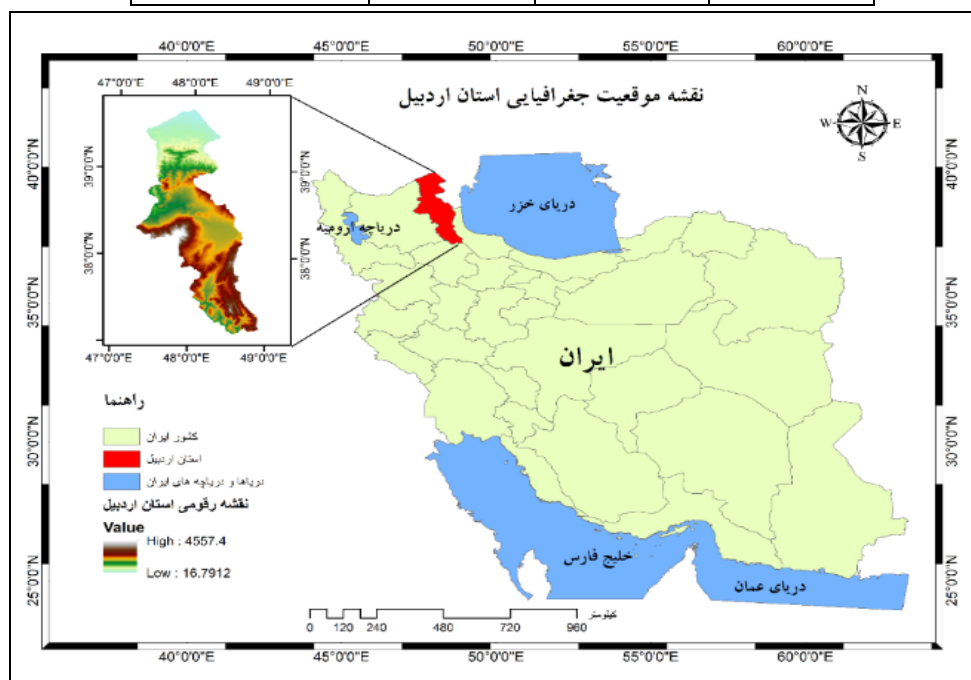 40°0'0"E 45°0'0"E 50°0'0"E 55°0'0"E 60°0'0"E
نقشه موقعیت جغرافیایی استان اردبیل
N
W E
S
47°0'0"E 48°0'0"E 49°0'0"E
39°0'0"N 39°0'0"N
38°0'0"N 38°0'0"N
47°0'0"E 48°0'0"E 49°0'0"E
40°0'0"N 40°0'0"N
35°0'0"N 35°0'0"N
30°0'0"N 30°0'0"N
25°0'0"N 25°0'0"N
دریای خزر
دریاچه ارومیه
ایران
خلیج فارس
دریای عمان
راهنما
کشور ایران
استان اردبیل
دریاها و دریاچه های ایران
نقشه رقومی استان اردبیل
Value
High : 4557.4
Low : 16.7912
کیلومتر
0 120 240 480 720 960
40°0'0"E 45°0'0"E 50°0'0"E 55°0'0"E 60°0'0"E